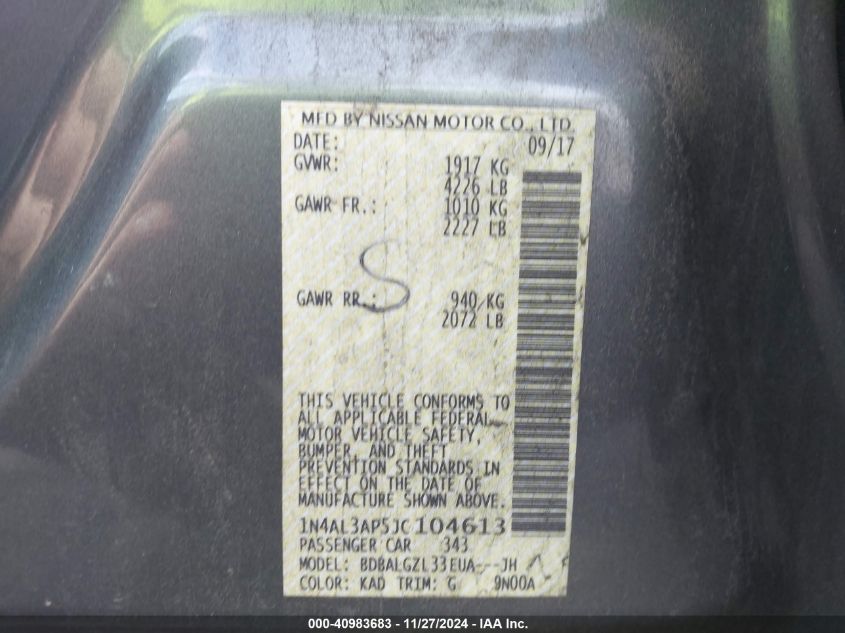 MFD BY NISSAN MOTOR CO., LTD.
DATE: 09/17
GVWR: 1917 KG
4226 LB
GAWR FR.: 1010 KG
2227 LB
S
GAWR RR.: 940 KG
2072 LB
THIS VEHICLE CONFORMS TO
ALL APPLICABLE FEDERAL
MOTOR VEHICLE SAFETY,
BUMPER, AND THEFT
PREVENTION STANDARDS IN
EFFECT ON THE DATE OF
MANUFACTURE SHOWN ABOVE.
1N4AL3AP5JC104613
PASSENGER CAR 343
MODEL: BDBALGZL33EUA---JH
COLOR: KAD TRIM: G 9N00A
000-40983683 - 11/27/2024 - IAA Inc.